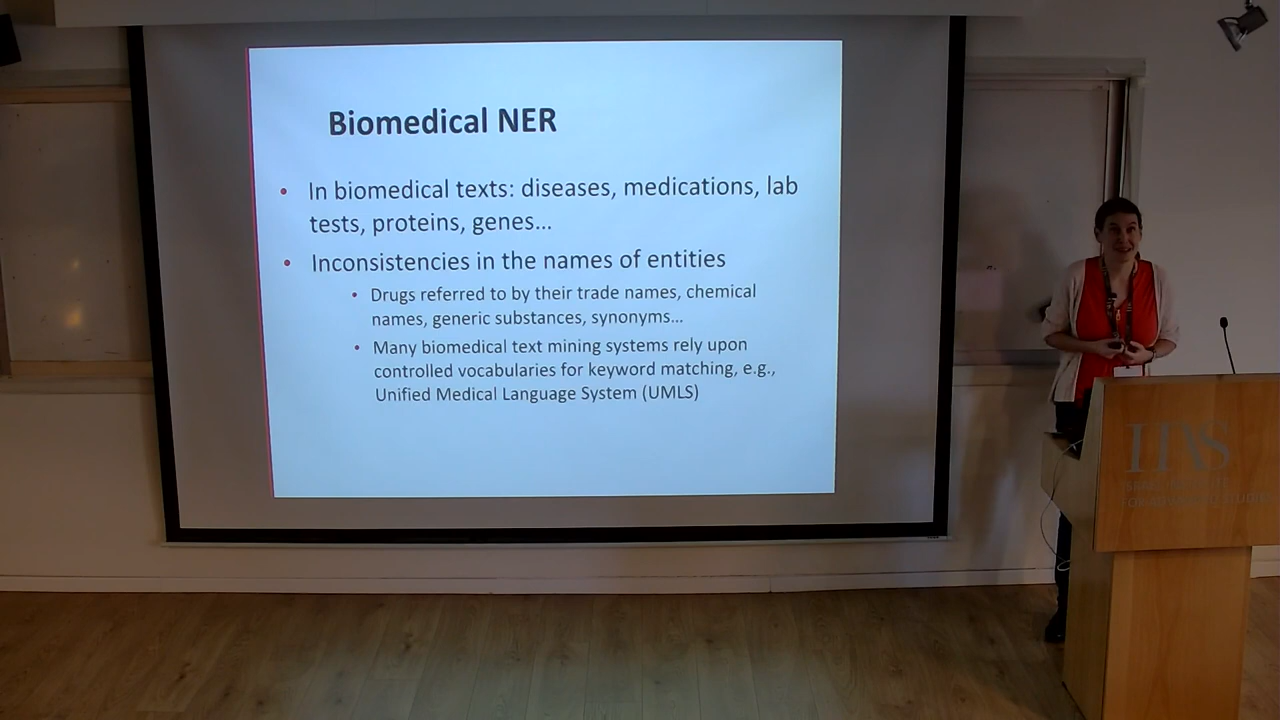 Biomedical NER
• In biomedical texts: diseases, medications, lab
tests, proteins, genes...
• Inconsistencies in the names of entities
• Drugs referred to by their trade names, chemical
names, generic substances, synonyms...
• Many biomedical text mining systems rely upon
controlled vocabularies for keyword matching, e.g.,
Unified Medical Language System (UMLS)
IIAS